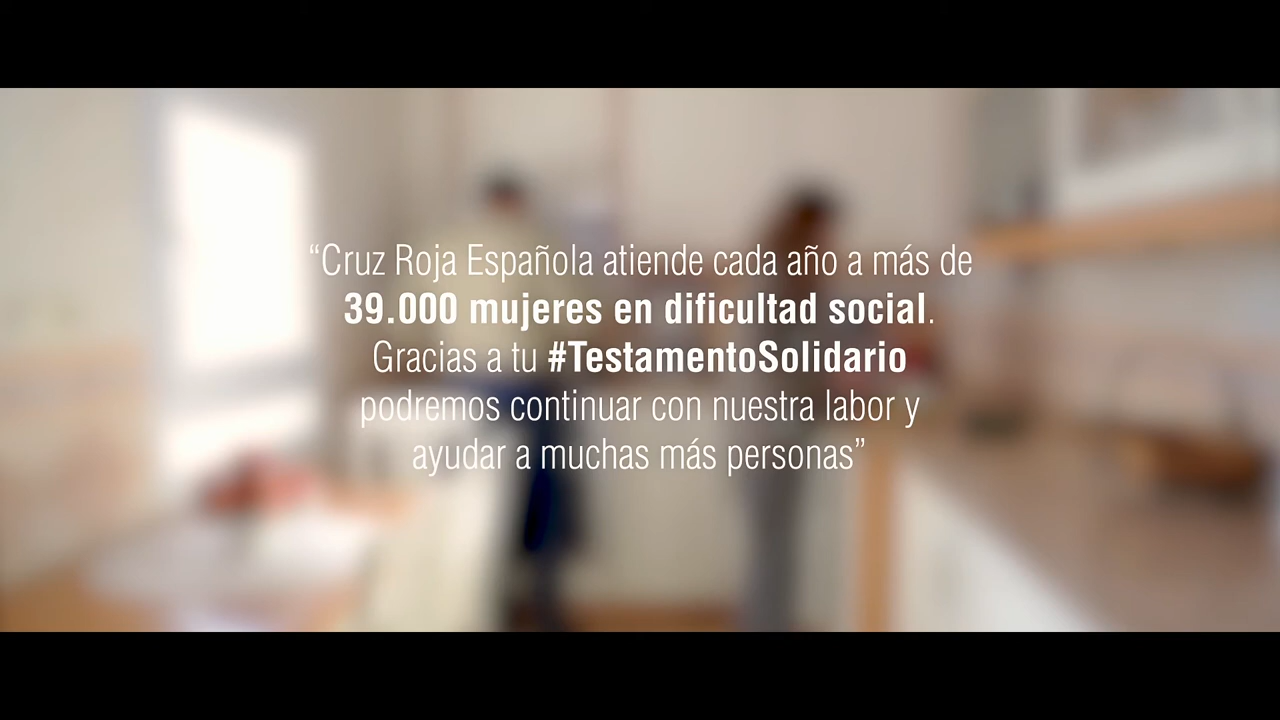 “Cruz Roja Española atiende cada año a más de
39.000 mujeres en dificultad social.
Gracias a tu #TestamentoSolidario
podremos continuar con nuestra labor y
ayudar a muchas más personas”